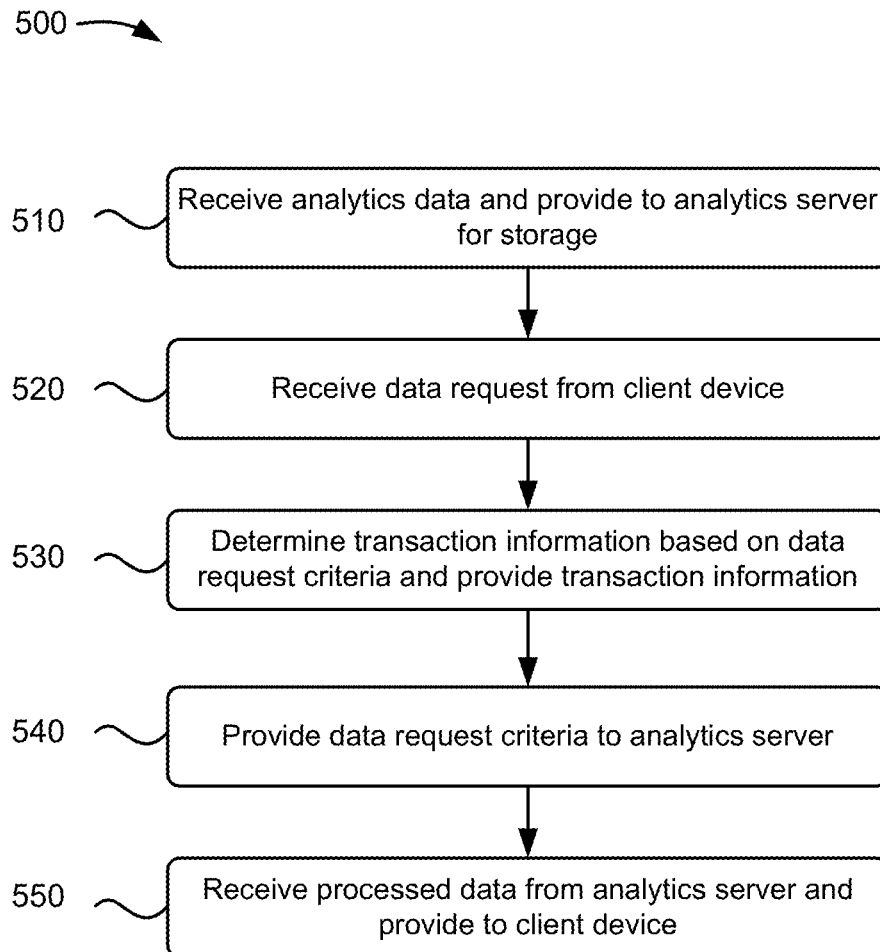 500
510
Receive analytics data and provide to analytics server
for storage
520
Receive data request from client device
530
Determine transaction information based on data
request criteria and provide transaction information
540
Provide data request criteria to analytics server
550
Receive processed data from analytics server and
provide to client device